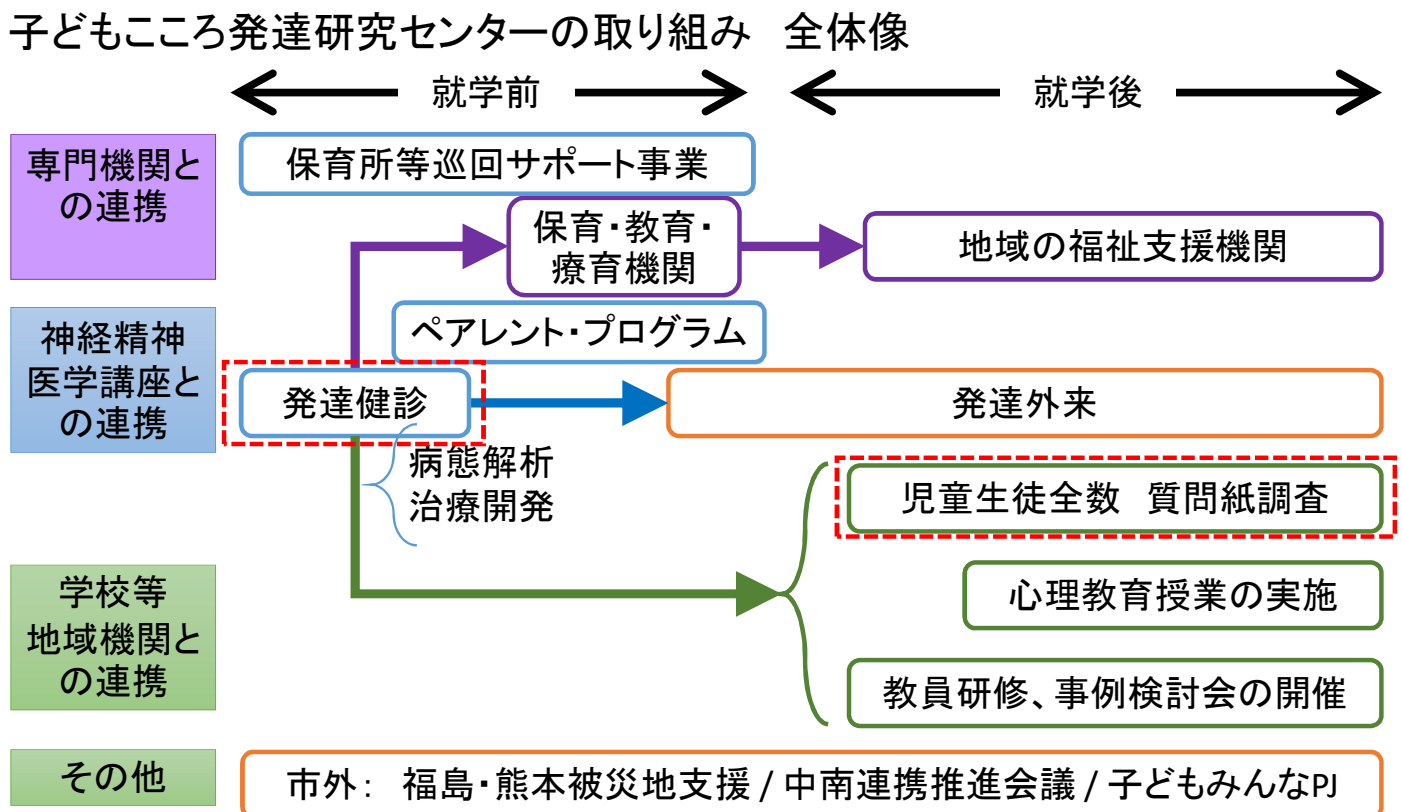 子どもこころ発達研究センターの取り組み　全体像
就学前
就学後
専門機関と
の連携
保育所等巡回サポート事業
保育・教育・
療育機関
地域の福祉支援機関
神経精神
医学講座と
の連携
ペアレント・プログラム
発達健診
発達外来
病態解析
治療開発
児童生徒全数　質問紙調査
学校等
地域機関と
の連携
心理教育授業の実施
教員研修、事例検討会の開催
その他
市外：　福島・熊本被災地支援 / 中南連携推進会議 / 子どもみんなPJ